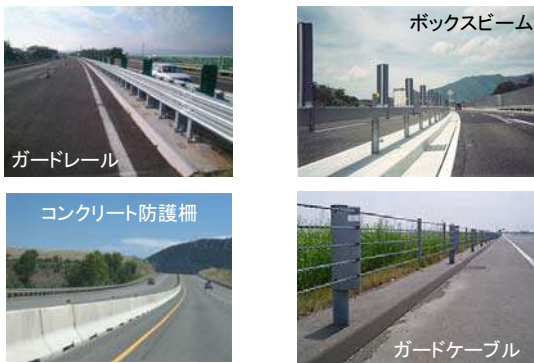 ガードレール
ボックスビーム
コンクリート防護柵
ガードケーブル